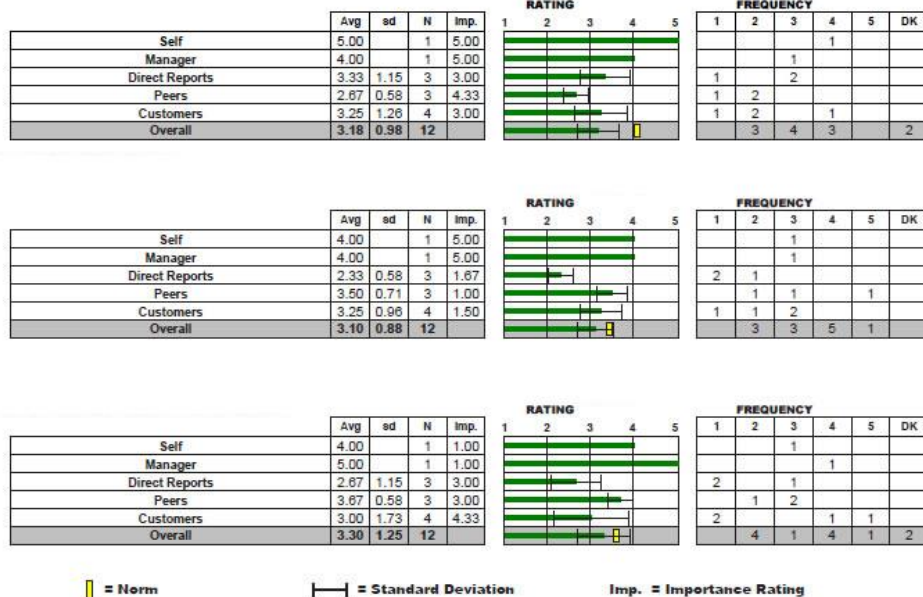 RATING FREQUENCY
Avg sd N Imp. 1 2 3 4 5 1 2 3 4 5 DK
Self 5.00 1 5.00 1
Manager 4.00 1 5.00 1
Direct Reports 3.33 1.15 3 3.00 1 2
Peers 2.67 0.58 3 4.33 1 2
Customers 3.25 1.26 4 3.00 1 2 1
Overall 3.18 0.98 12 3 4 3 2
RATING FREQUENCY
Avg sd N Imp. 1 2 3 4 5 1 2 3 4 5 DK
Self 4.00 1 5.00 1
Manager 4.00 1 5.00 1
Direct Reports 2.33 0.58 3 1.67 2 1
Peers 3.50 0.71 3 1.00 1 1 1
Customers 3.25 0.96 4 1.50 1 1 2
Overall 3.10 0.88 12 3 3 5 1
RATING FREQUENCY
Avg sd N Imp. 1 2 3 4 5 1 2 3 4 5 DK
Self 4.00 1 1.00 1
Manager 5.00 1 1.00 1
Direct Reports 2.67 1.15 3 3.00 2 1
Peers 3.67 0.58 3 3.00 1 2
Customers 3.00 1.73 4 4.33 2 1 1
Overall 3.30 1.25 12 4 1 4 1 2
= Norm = Standard Deviation Imp. = Importance Rating